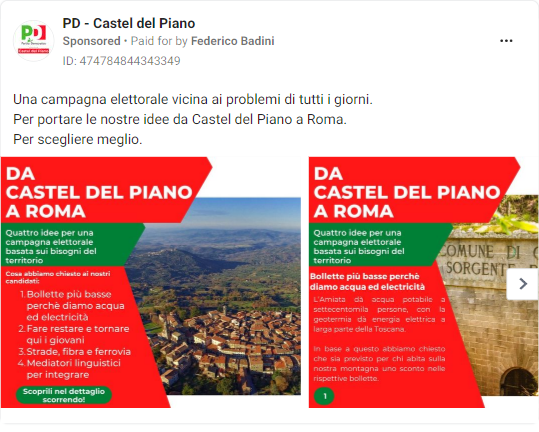 PD - Castel del Piano
Sponsored • Paid for by Federico Badini
ID: 474784844343349
Una campagna elettorale vicina ai problemi di tutti i giorni.
Per portare le nostre idee da Castel del Piano a Roma.
Per scegliere meglio.
DA
CASTEL DEL PIANO
A ROMA
Quattro idee per una
campagna elettorale
basata sui bisogni del
territorio
Cosa abbiamo chiesto ai nostri
candidati:
1.Bollette più basse
perchè diamo acqua
ed elettricità
2.Fare restare e tornare
qui i giovani
3.Strade, fibra e ferrovia
4.Mediatori linguistici
per integrare
Scoprili nel dettaglio
scorrendo!
DA
CASTEL DEL PIANO
A ROMA
Quattro idee per una
campagna elettorale
basata sui bisogni del
territorio
COMUNE DI
SORGENTE
Bollette più basse perchè
diamo acqua ed elettricità
L'Amiata dà acqua potabile a
settecentomila persone, con la
geotermia dà energia elettrica a
larga parte della Toscana.
In base a questo abbiamo chiesto
che sia previsto per chi abita sulla
nostra montagna uno sconto nelle
rispettive bollette.
1